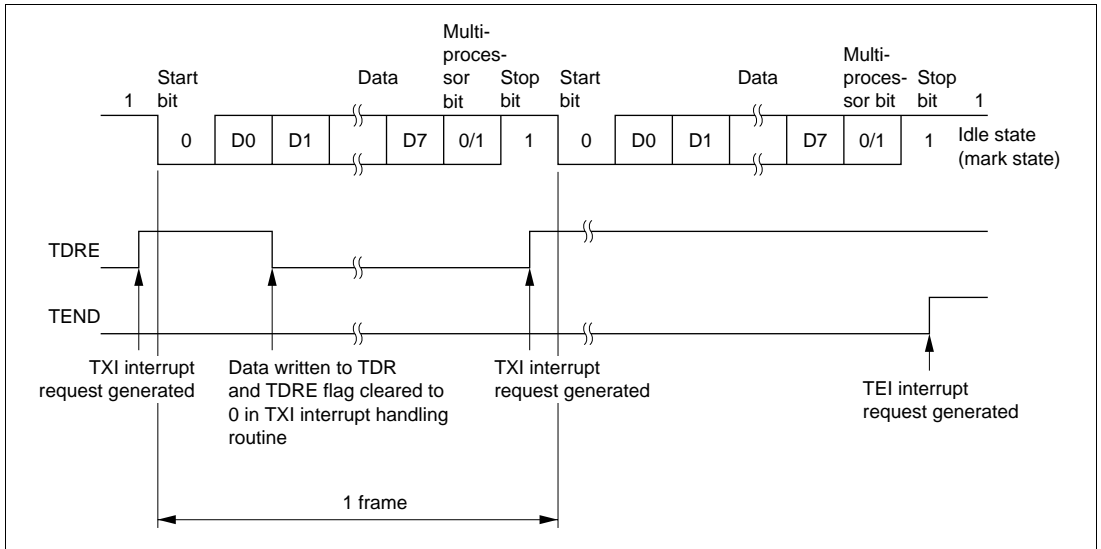 Multi-
proces-
sor
bit
Start
bit
Data
Stop
bit
Start
bit
Data
Multi-
proces-
sor bit
Stop
bit
1
1
0
D0
D1
D7
0/1
1
0
D0
D1
D7
0/1
1
Idle state
(mark state)
TDRE
TEND
TXI interrupt
request generated
Data written to TDR
and TDRE flag cleared to
0 in TXI interrupt handling
routine
TXI interrupt
request generated
TEI interrupt
request generated
1 frame